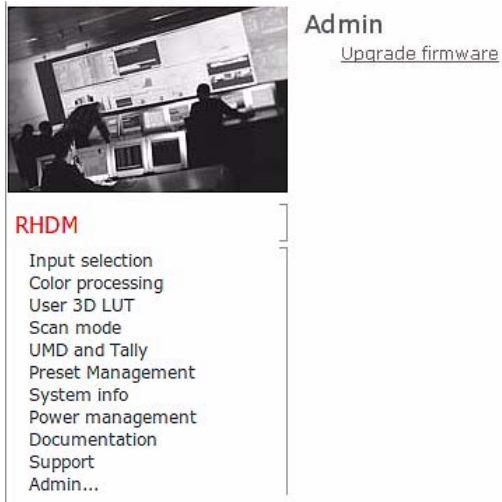 Admin
Upgrade firmware
RHDM
Input selection
Color processing
User 3D LUT
Scan mode
UMD and Tally
Preset Management
System info
Power management
Documentation
Support
Admin...